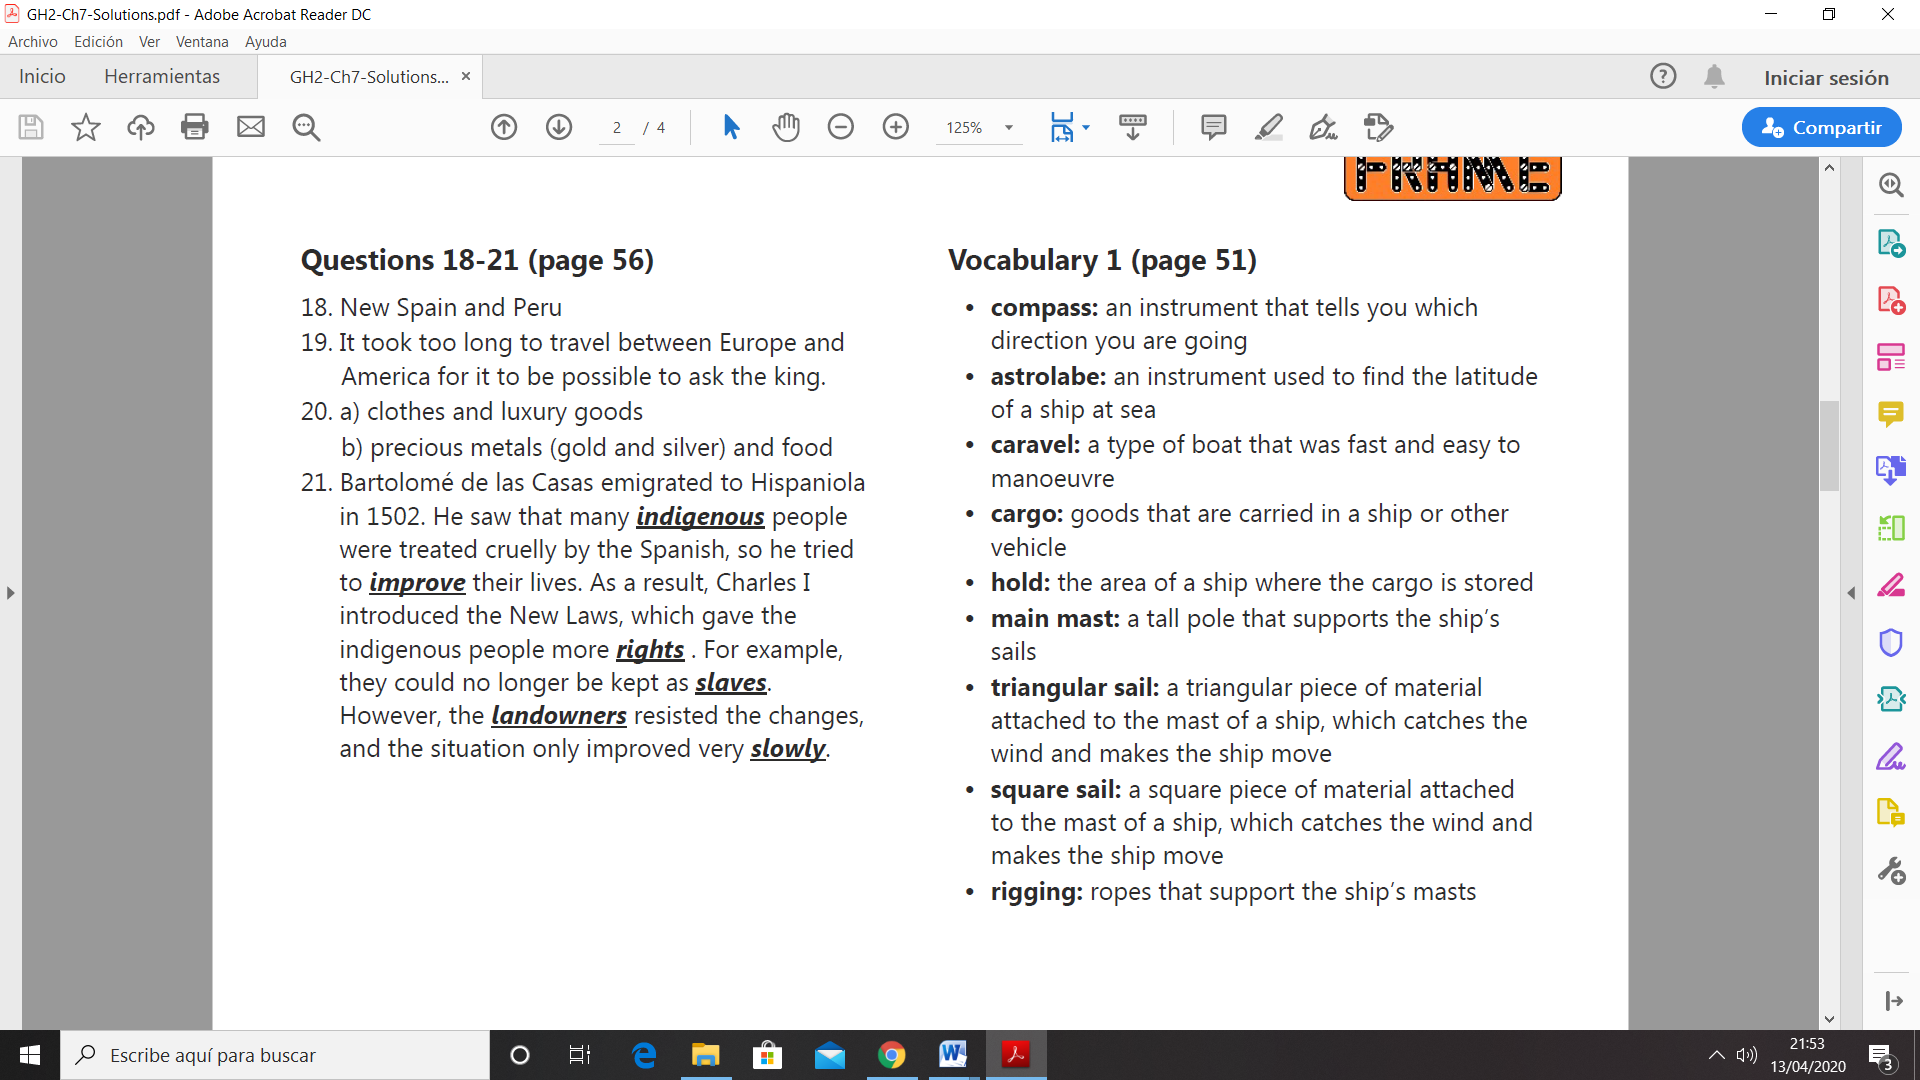 GH2-Ch7-Solutions.pdf - Adobe Acrobat Reader DC
Archivo Edición Ver Ventana Ayuda
Inicio Herramientas GH2-Ch7-Solutions... × Iniciar sesión
2 / 4 125% Compartir
FRAME
Questions 18-21 (page 56)
18. New Spain and Peru
19. It took too long to travel between Europe and
America for it to be possible to ask the king.
20. a) clothes and luxury goods
b) precious metals (gold and silver) and food
21. Bartolomé de las Casas emigrated to Hispaniola
in 1502. He saw that many indigenous people
were treated cruelly by the Spanish, so he tried
to improve their lives. As a result, Charles I
introduced the New Laws, which gave the
indigenous people more rights . For example,
they could no longer be kept as slaves.
However, the landowners resisted the changes,
and the situation only improved very slowly.
Vocabulary 1 (page 51)
• compass: an instrument that tells you which
direction you are going
• astrolabe: an instrument used to find the latitude
of a ship at sea
• caravel: a type of boat that was fast and easy to
manoeuvre
• cargo: goods that are carried in a ship or other
vehicle
• hold: the area of a ship where the cargo is stored
• main mast: a tall pole that supports the ship's
sails
• triangular sail: a triangular piece of material
attached to the mast of a ship, which catches the
wind and makes the ship move
• square sail: a square piece of material attached
to the mast of a ship, which catches the wind and
makes the ship move
• rigging: ropes that support the ship's masts
Escribe aquí para buscar
21:53
13/04/2020
3